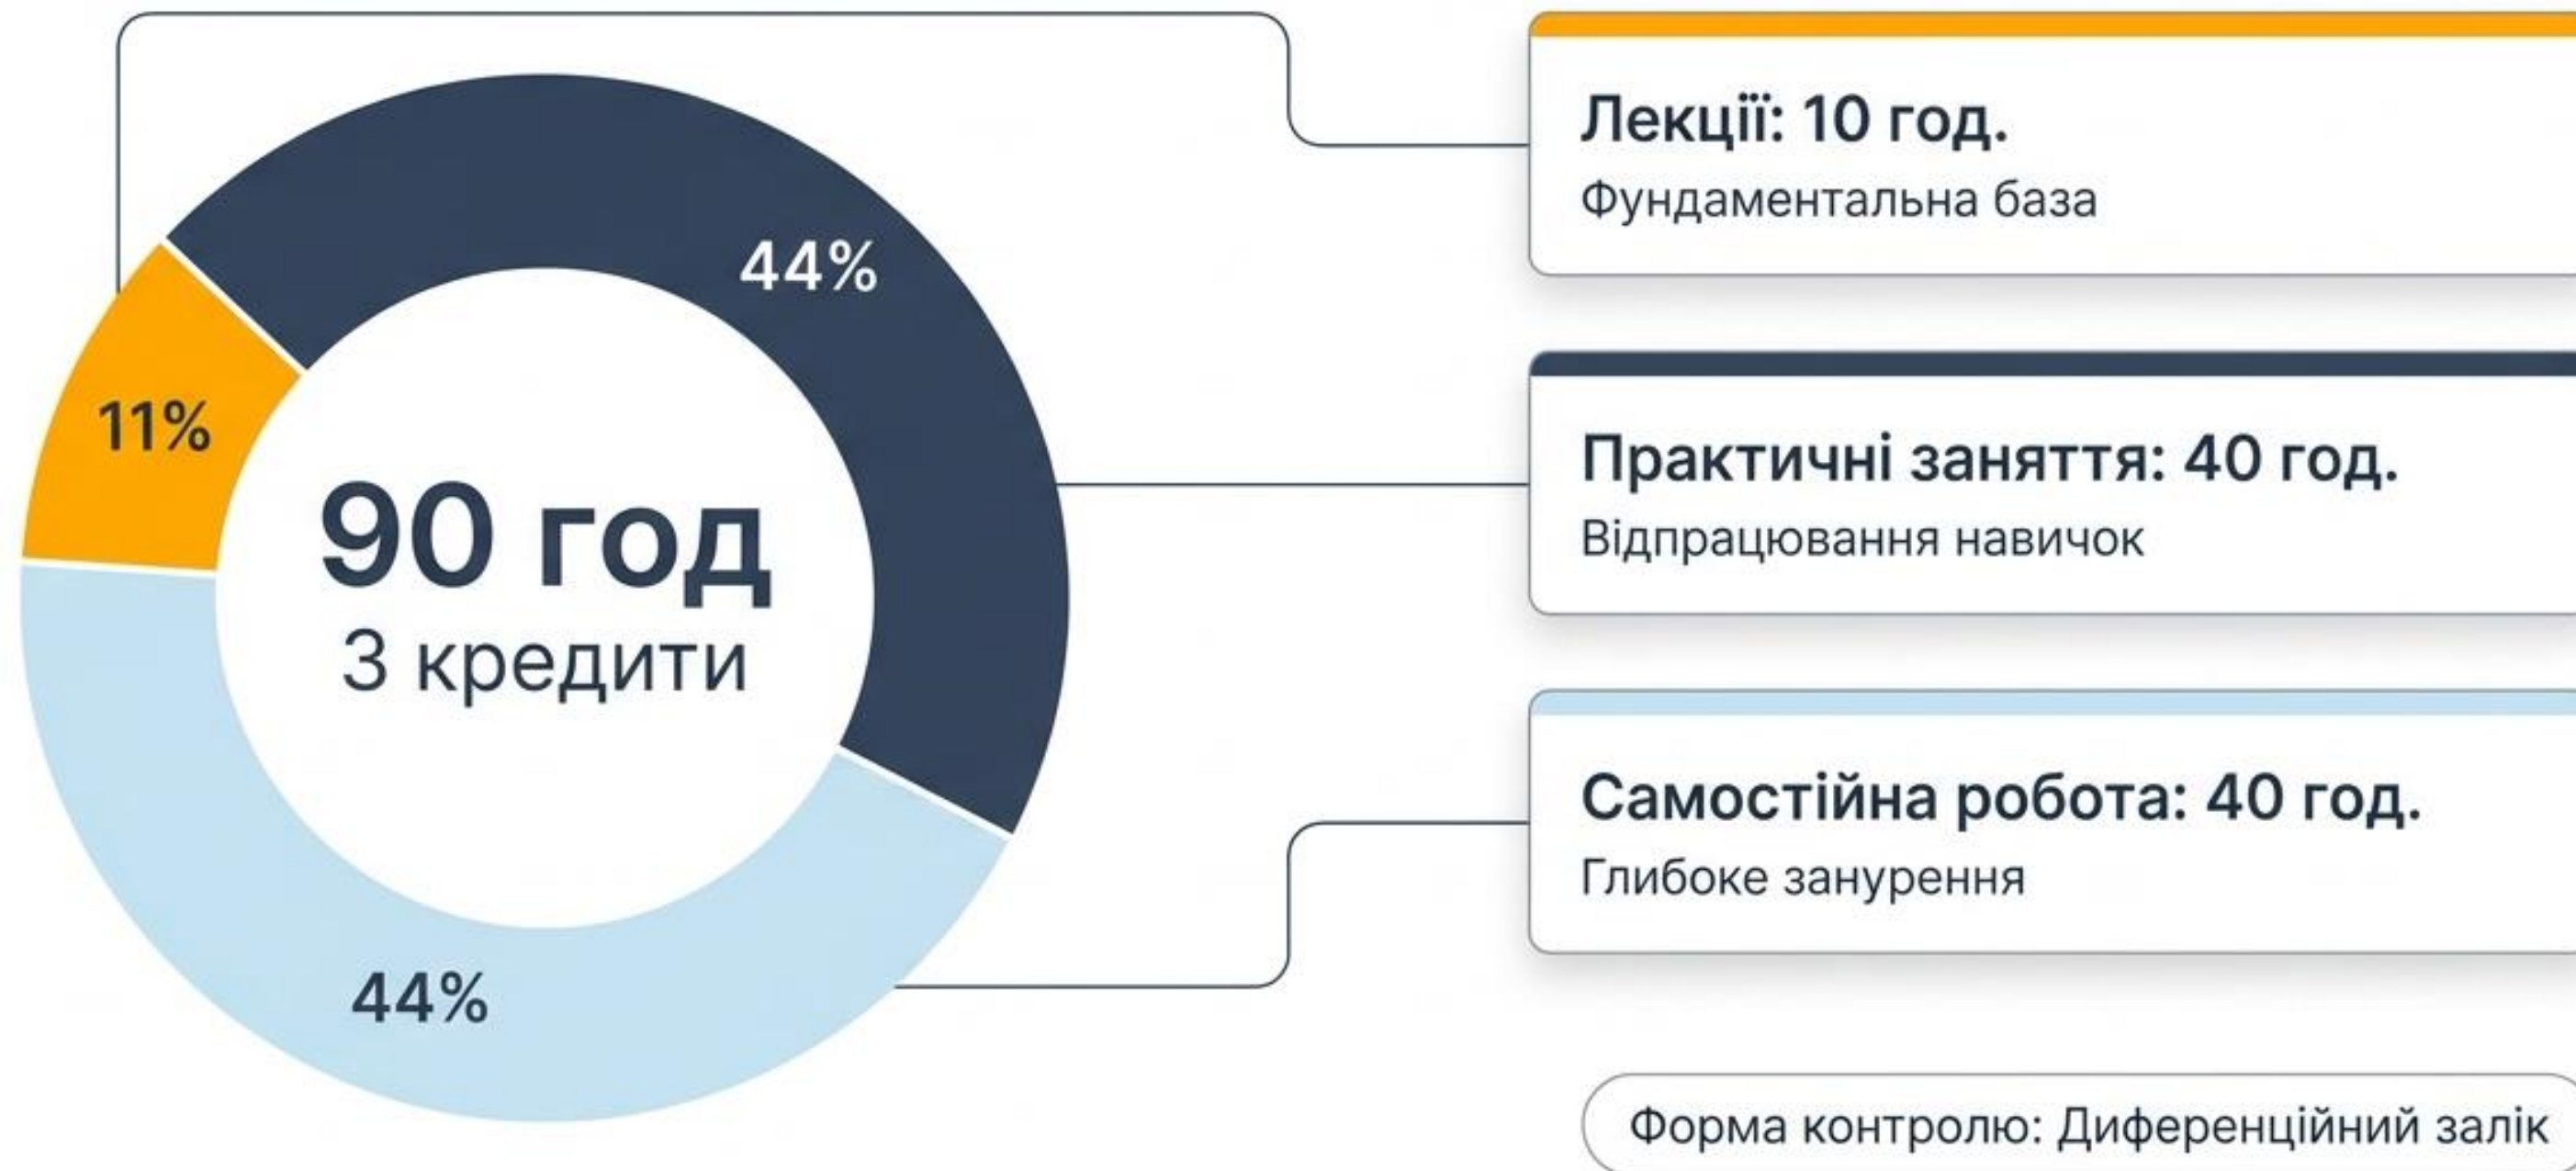 44%
11%
90 год
3 кредити
44%
Лекції: 10 год.
Фундаментальна база
Практичні заняття: 40 год.
Відпрацювання навичок
Самостійна робота: 40 год.
Глибоке занурення
Форма контролю: Диференційний залік